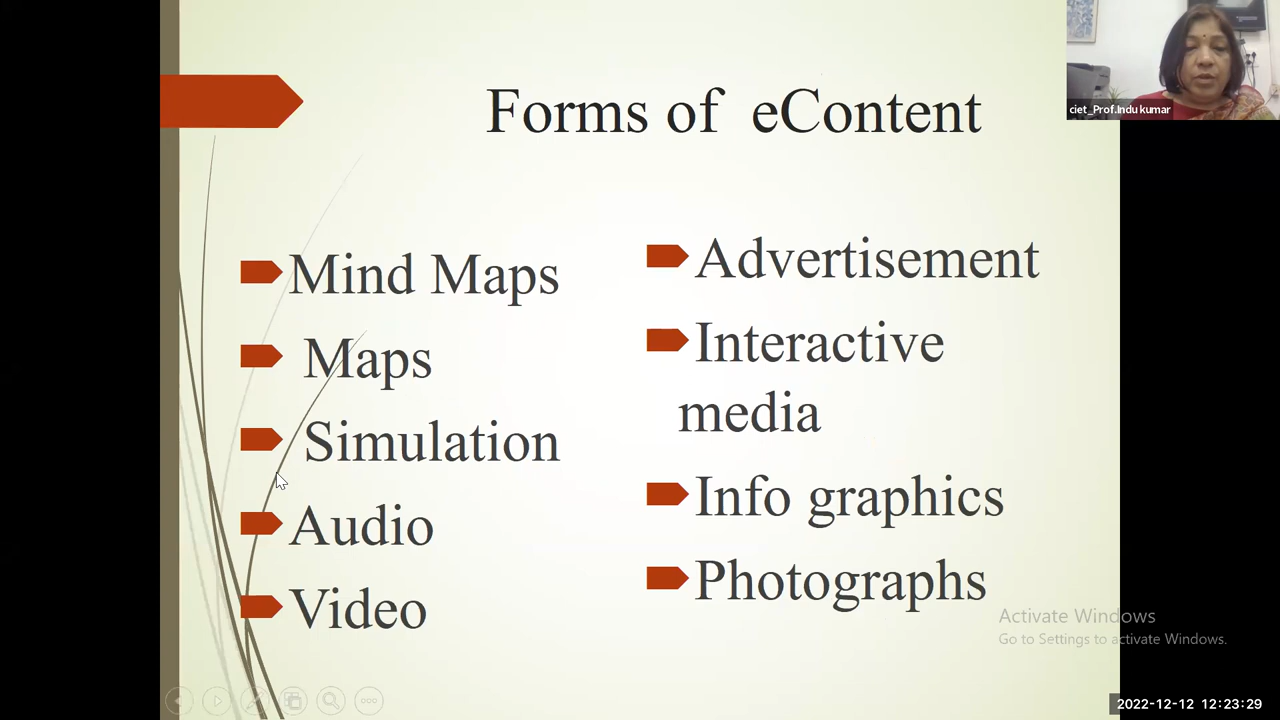 Forms of eContent
Mind Maps
Maps
Simulation
Audio
Video
Advertisement
Interactive
media
Info graphics
Photographs
ciet_Prof.Indu kumar
Activate Windows
Go to Settings to activate Windows.
2022-12-12 12:23:29